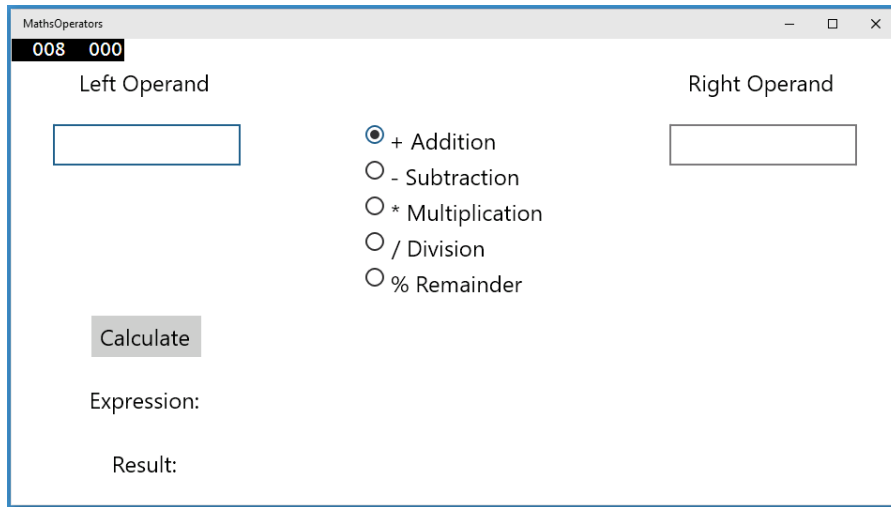 MathsOperators
008 000
Left Operand
Right Operand
+ Addition
- Subtraction
* Multiplication
/ Division
% Remainder
Calculate
Expression:
Result: